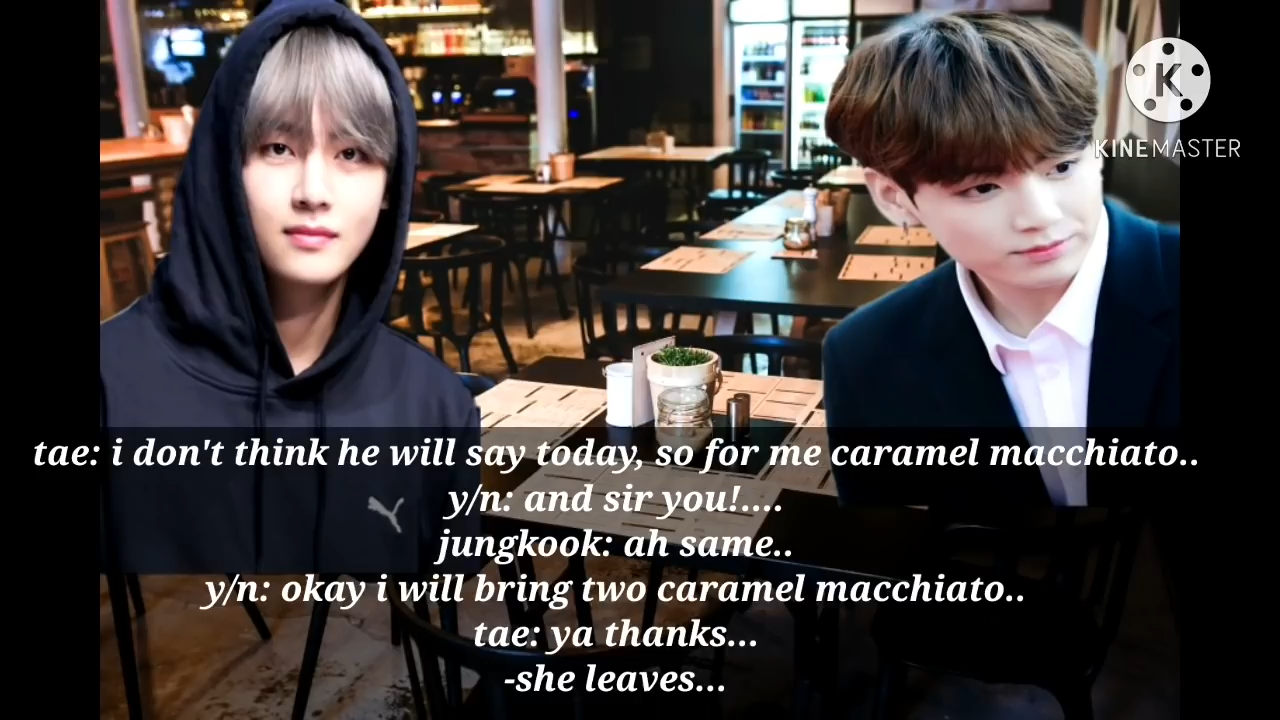 KINEMASTER
tae: i don't think he will say today, so for me caramel macchiato..
y/n: and sir you!....
jungkook: ah same..
y/n: okay i will bring two caramel macchiato..
tae: ya thanks...
-she leaves...